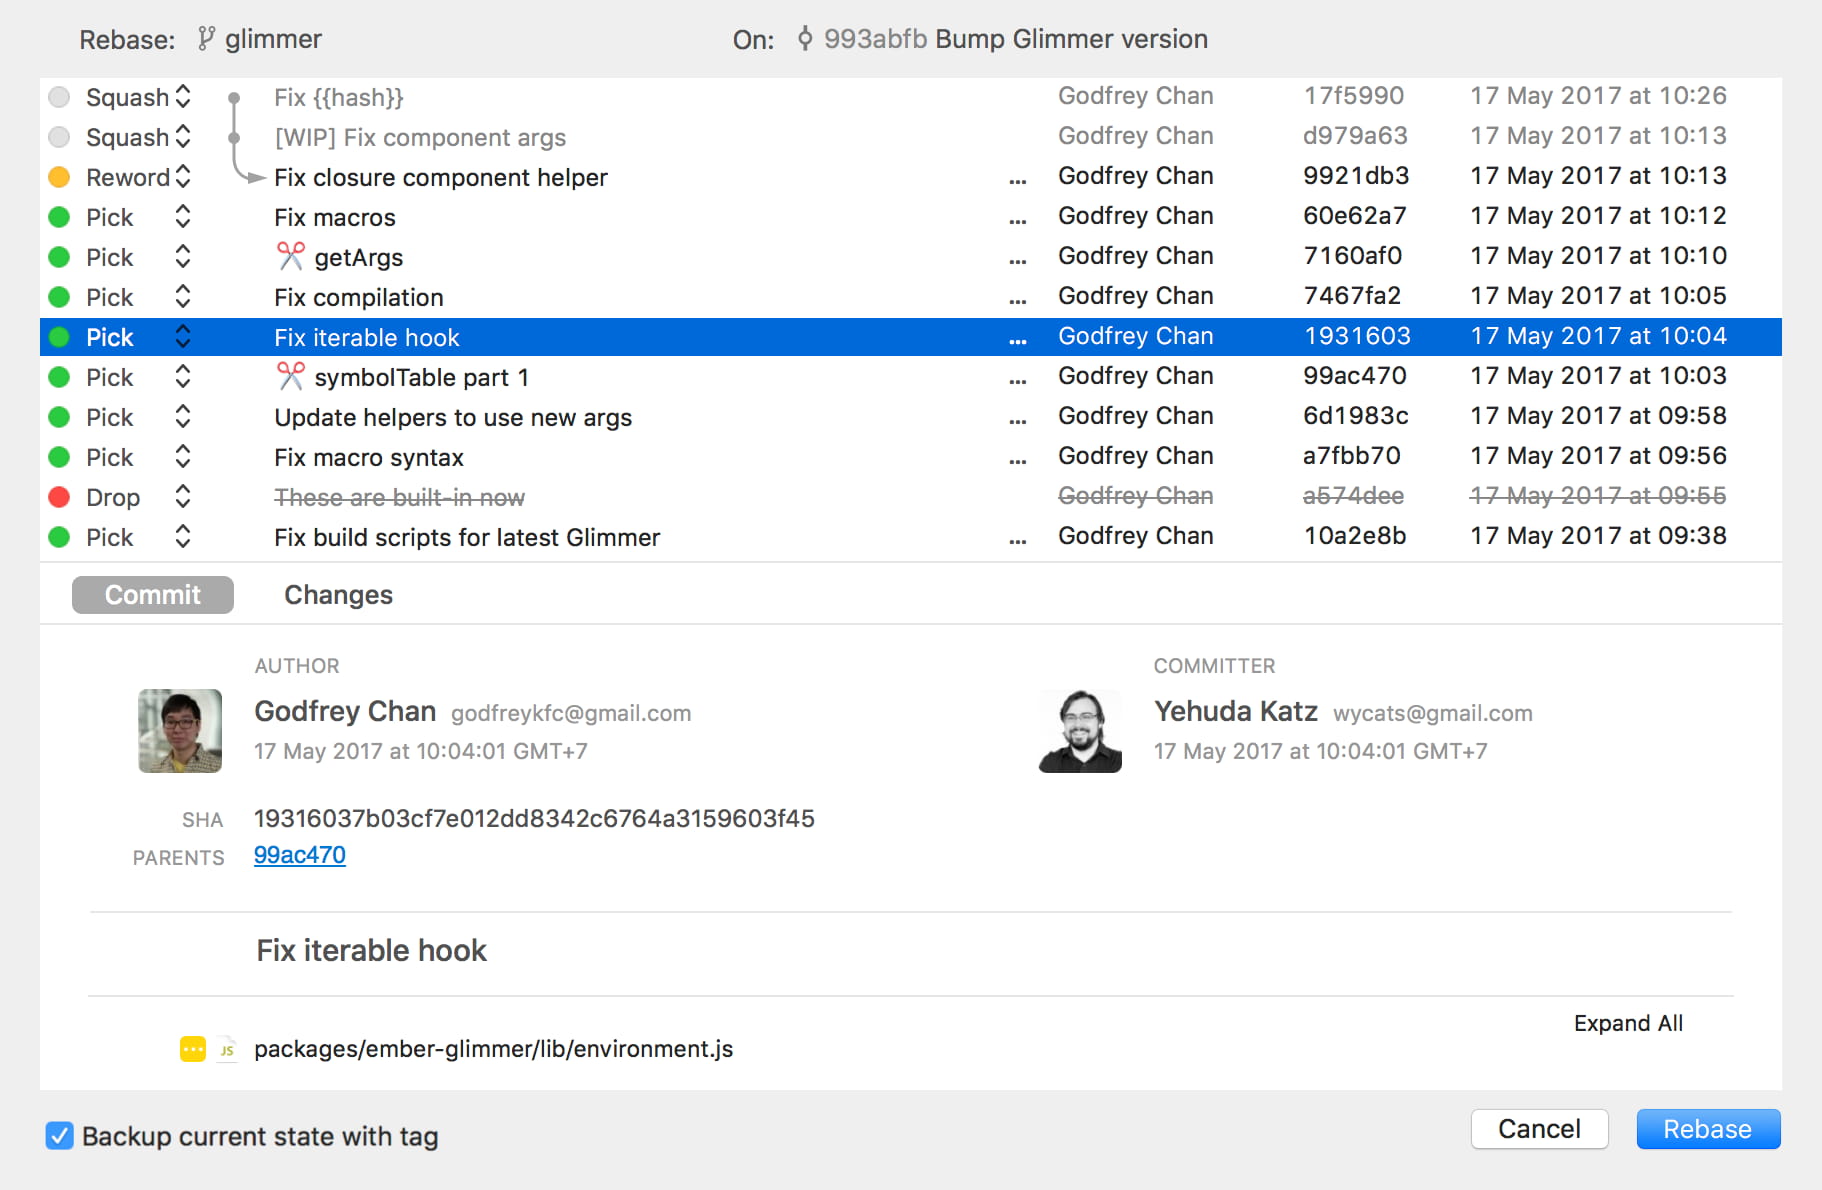 Rebase: glimmer On: 993abfb Bump Glimmer version
Squash Fix {{hash}} Godfrey Chan 17f5990 17 May 2017 at 10:26
Squash [WIP] Fix component args Godfrey Chan d979a63 17 May 2017 at 10:13
Reword Fix closure component helper ... Godfrey Chan 9921db3 17 May 2017 at 10:13
Pick Fix macros ... Godfrey Chan 60e62a7 17 May 2017 at 10:12
Pick ✂️ getArgs ... Godfrey Chan 7160af0 17 May 2017 at 10:10
Pick Fix compilation ... Godfrey Chan 7467fa2 17 May 2017 at 10:05
Pick Fix iterable hook ... Godfrey Chan 1931603 17 May 2017 at 10:04
Pick ✂️ symbolTable part 1 ... Godfrey Chan 99ac470 17 May 2017 at 10:03
Pick Update helpers to use new args ... Godfrey Chan 6d1983c 17 May 2017 at 09:58
Pick Fix macro syntax ... Godfrey Chan a7fbb70 17 May 2017 at 09:56
Drop These are built-in now Godfrey Chan a574dee 17 May 2017 at 09:55
Pick Fix build scripts for latest Glimmer ... Godfrey Chan 10a2e8b 17 May 2017 at 09:38
Commit Changes
AUTHOR COMMITTER
Godfrey Chan godfreykfc@gmail.com Yehuda Katz wycats@gmail.com
17 May 2017 at 10:04:01 GMT+7 17 May 2017 at 10:04:01 GMT+7
SHA 19316037b03cf7e012dd8342c6764a3159603f45
PARENTS 99ac470
Fix iterable hook
Expand All
JS packages/ember-glimmer/lib/environment.js
Backup current state with tag Cancel Rebase